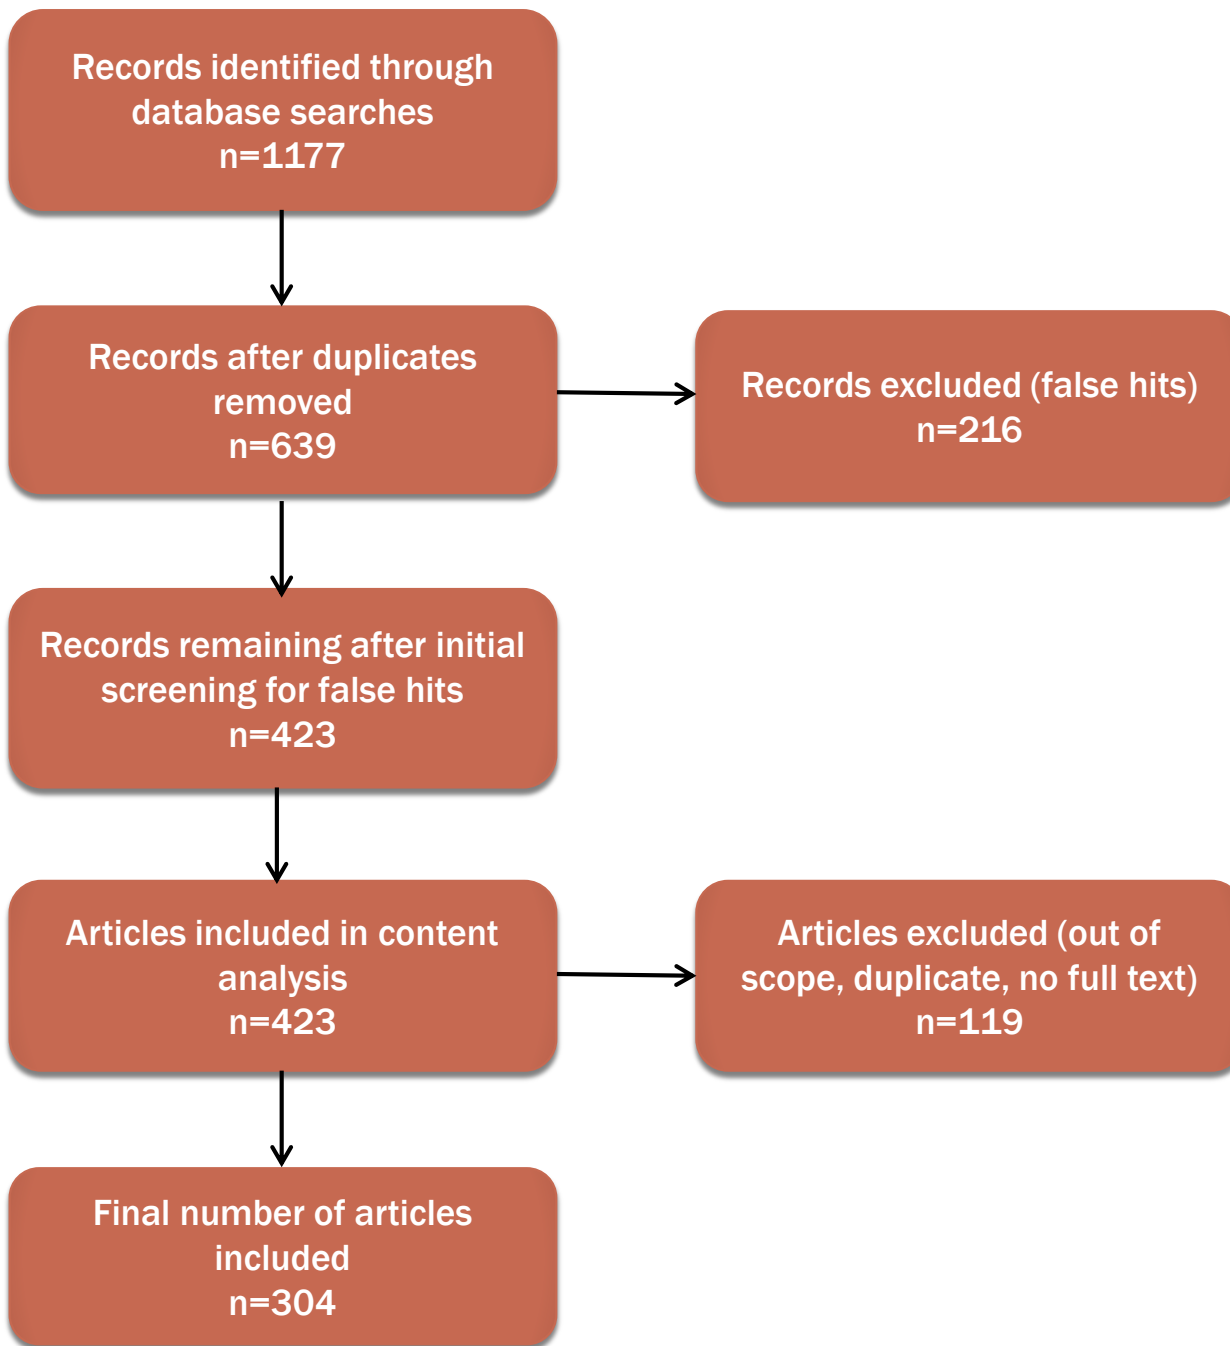 Records identified through
database searches
n=1177
Records after duplicates
removed
n=639
Records excluded (false hits)
n=216
Records remaining after initial
screening for false hits
n=423
Articles included in content
analysis
n=423
Articles excluded (out of
scope, duplicate, no full text)
n=119
Final number of articles
included
n=304